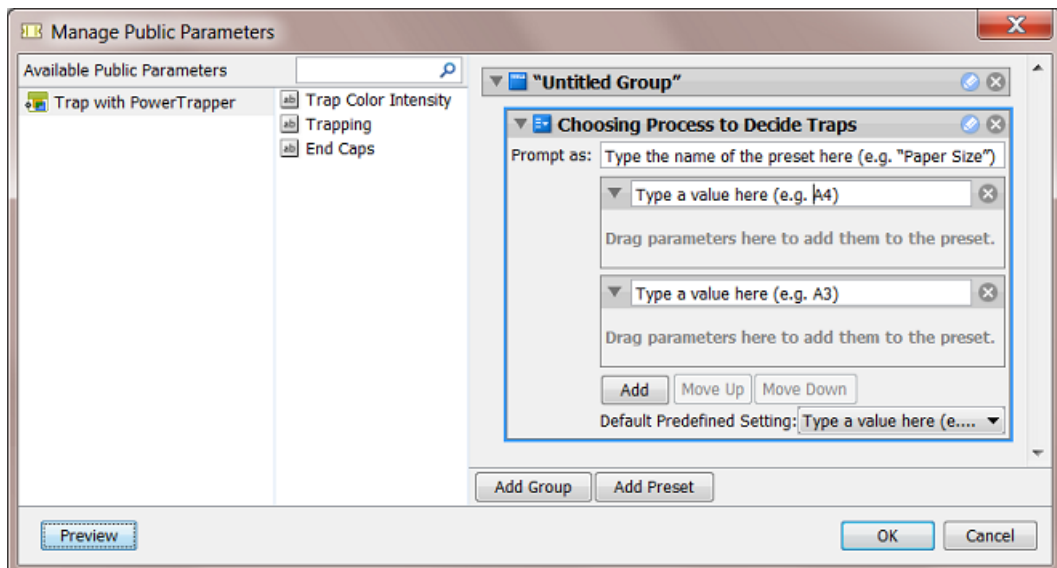 Manage Public Parameters
X
Available Public Parameters
Trap with PowerTrapper
ab Trap Color Intensity
ab Trapping
ab End Caps
"Untitled Group"
Choosing Process to Decide Traps
Prompt as: Type the name of the preset here (e.g. "Paper Size")
Type a value here (e.g. A4)
Drag parameters here to add them to the preset.
Type a value here (e.g. A3)
Drag parameters here to add them to the preset.
Add Move Up Move Down
Default Predefined Setting: Type a value here (e....
Add Group Add Preset
Preview OK Cancel